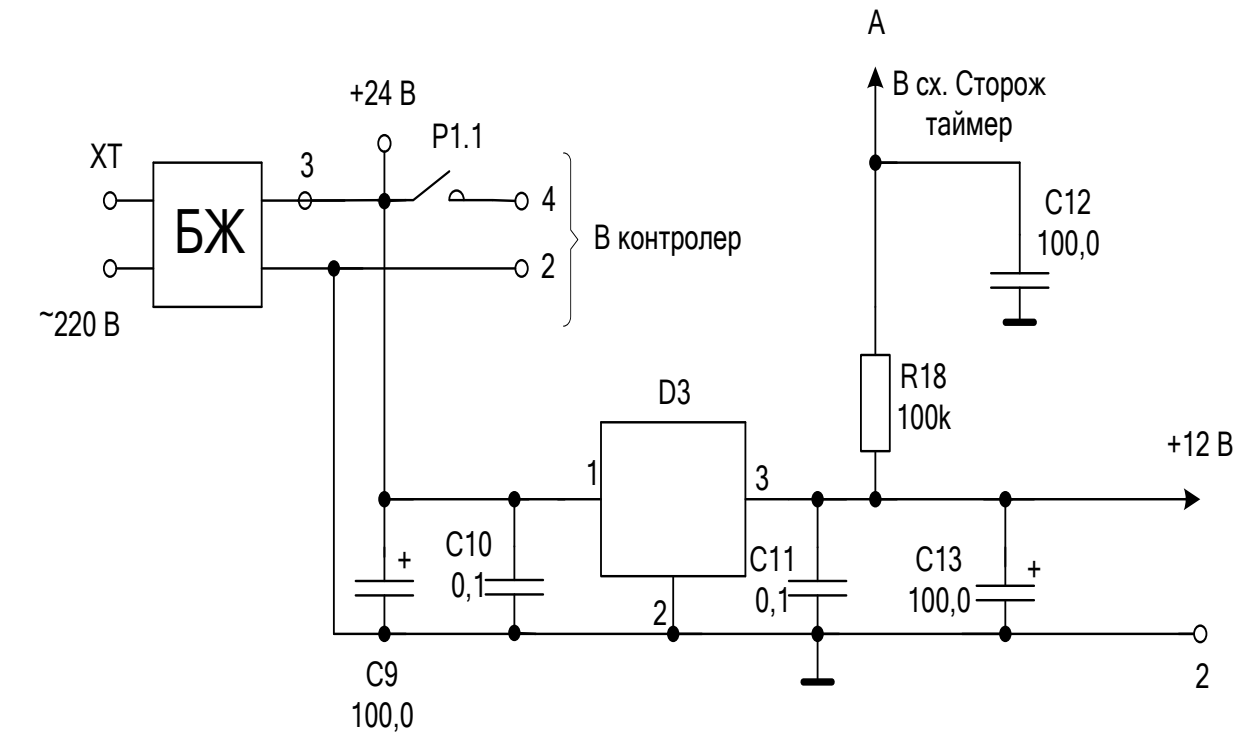 А
В сх. Сторож
таймер
+24 В
Р1.1
ХТ
3
БЖ
4
2
В контролер
~220 В
С12
100,0
R18
100k
D3
+12 В
1
3
2
С10
0,1
+
С11
0,1
С13
100,0
+
С9
100,0
2